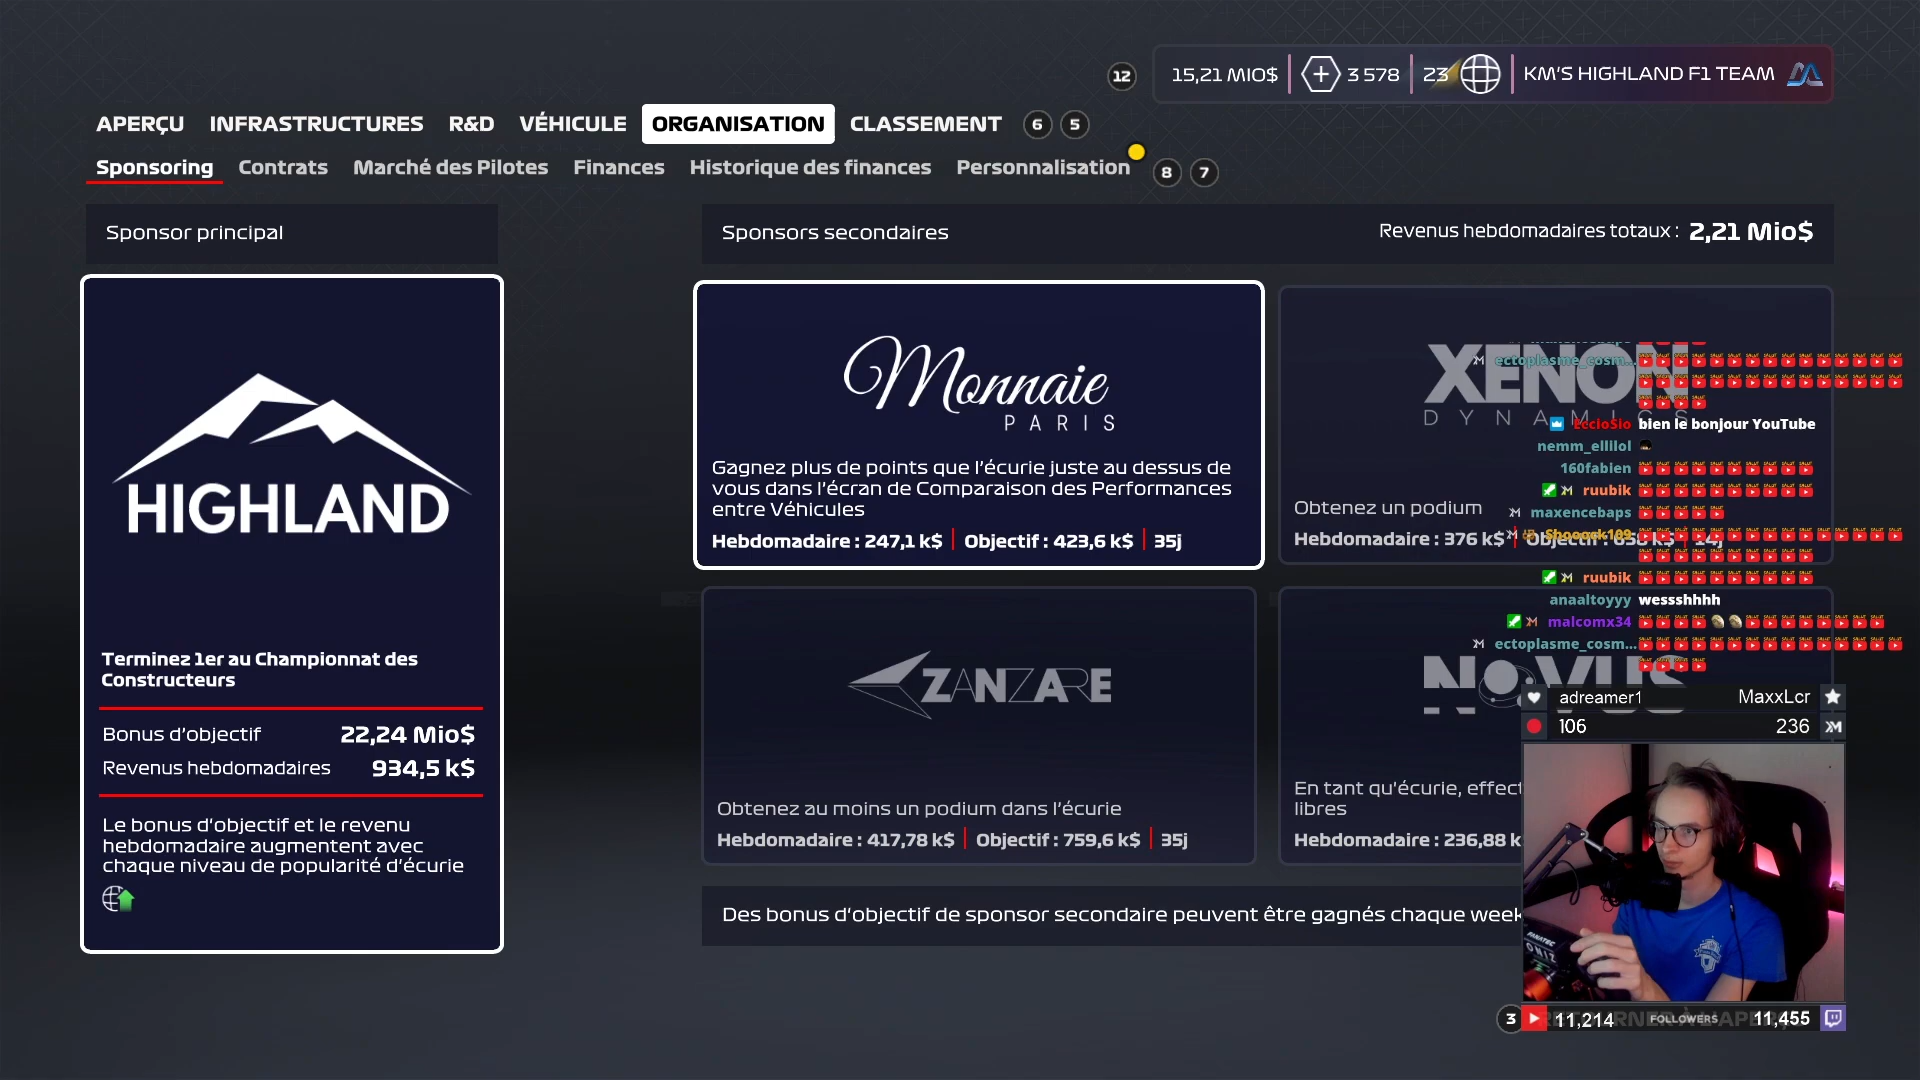 12
15,21 MIO$
3 578
23
KM'S HIGHLAND F1 TEAM
APERÇU
INFRASTRUCTURES
R&D
VÉHICULE
ORGANISATION
CLASSEMENT
6
5
Sponsoring
Contrats
Marché des Pilotes
Finances
Historique des finances
Personnalisation
8
7
Sponsor principal
Sponsors secondaires
Revenus hebdomadaires totaux : 2,21 Mio$
HIGHLAND
Terminez 1er au Championnat des
Constructeurs
Bonus d'objectif 22,24 Mio$
Revenus hebdomadaires 934,5 k$
Le bonus d'objectif et le revenu
hebdomadaire augmentent avec
chaque niveau de popularité d'écurie
Monnaie
PARIS
Gagnez plus de points que l'écurie juste au dessus de
vous dans l'écran de Comparaison des Performances
entre Véhicules
Hebdomadaire : 247,1 k$
Objectif : 423,6 k$
35j
XENON
DYNAMICS
Obtenez un podium
Hebdomadaire : 376 k$
ZANZARE
Obtenez au moins un podium dans l'écurie
Hebdomadaire : 417,78 k$
Objectif : 759,6 k$
35j
NOVUS
En tant qu'écurie,
libres
Hebdomadaire : 236,88
Des bonus d'objectif de sponsor secondaire peuvent être gagnés chaque
ectoplasme_cosm...
bien le bonjour YouTube
nemm_ellllol
160fabien
ruubik
maxencebaps
Shooock109
ruubik
anaaltoyyy wessshhhh
malcomx34
ectoplasme_cosm...
adreamer1
MaxxLcr
106
236
FANATEC
3
11,214
FOLLOWERS
11,455